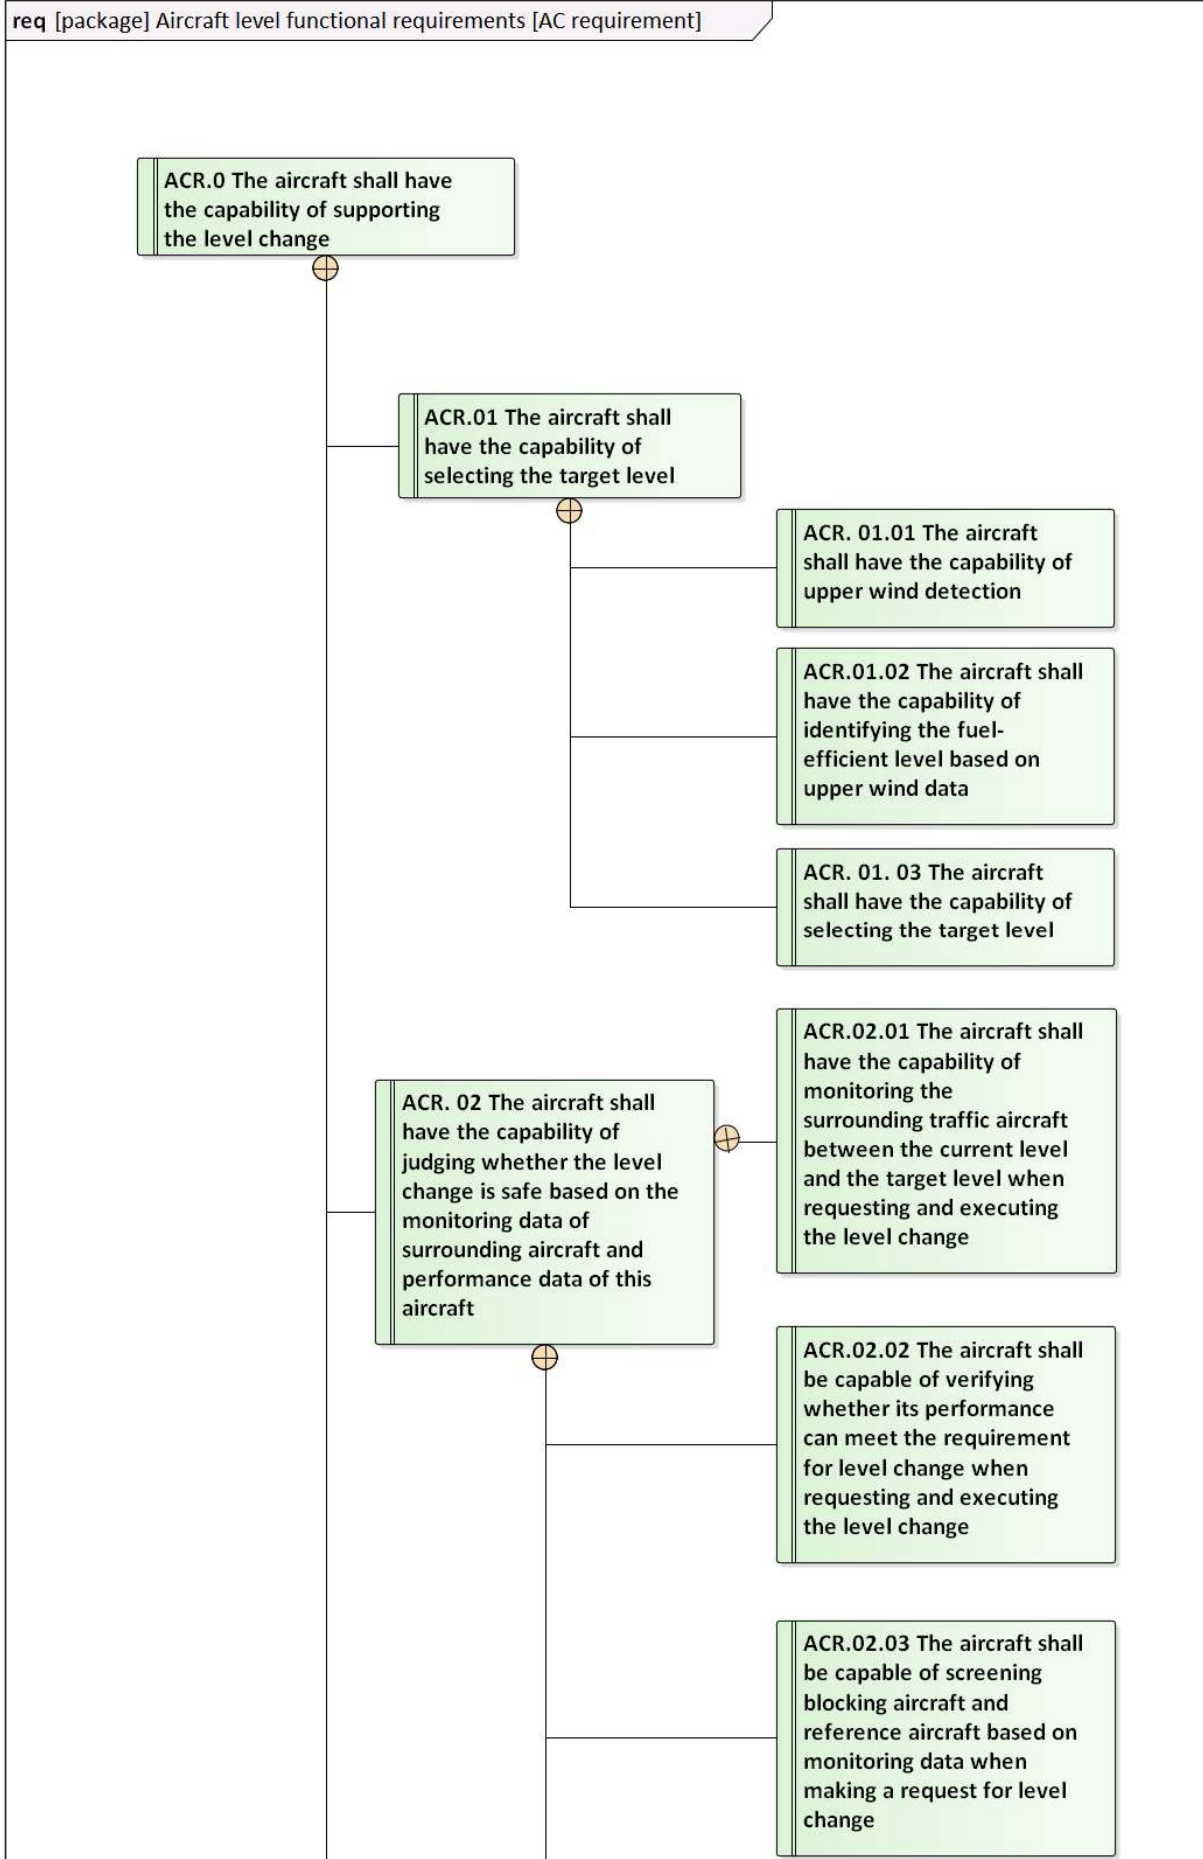 req [package] Aircraft level functional requirements [AC requirement]
ACR.0 The aircraft shall have
the capability of supporting
the level change
ACR.01 The aircraft shall
have the capability of
selecting the target level
ACR. 01.01 The aircraft
shall have the capability of
upper wind detection
ACR.01.02 The aircraft shall
have the capability of
identifying the fuel-
efficient level based on
upper wind data
ACR. 01. 03 The aircraft
shall have the capability of
selecting the target level
ACR. 02 The aircraft shall
have the capability of
judging whether the level
change is safe based on the
monitoring data of
surrounding aircraft and
performance data of this
aircraft
ACR.02.01 The aircraft shall
have the capability of
monitoring the
surrounding traffic aircraft
between the current level
and the target level when
requesting and executing
the level change
ACR.02.02 The aircraft shall
be capable of verifying
whether its performance
can meet the requirement
for level change when
requesting and executing
the level change
ACR.02.03 The aircraft shall
be capable of screening
blocking aircraft and
reference aircraft based on
monitoring data when
making a request for level
change